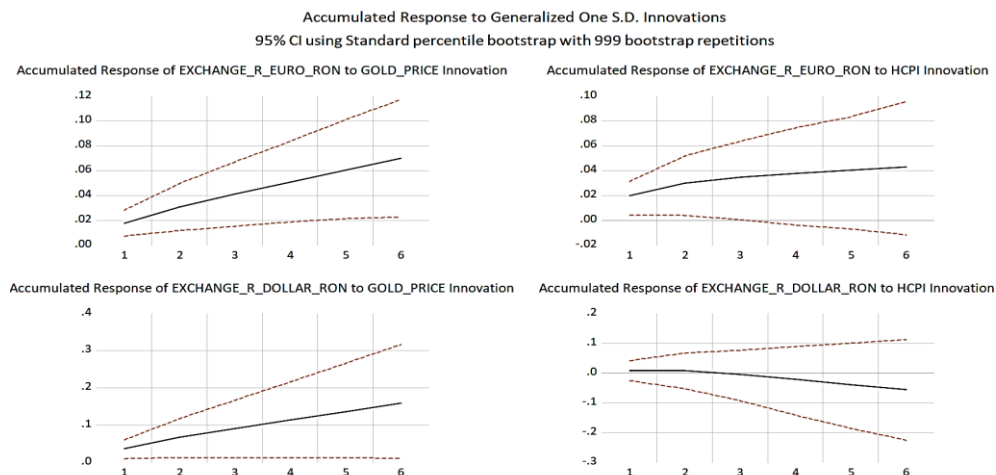 Accumulated Response to Generalized One S.D. Innovations
95% CI using Standard percentile bootstrap with 999 bootstrap repetitions
Accumulated Response of EXCHANGE_R_EURO_RON to GOLD_PRICE Innovation
.12
.10
.08
.06
.04
.02
.00
1 2 3 4 5 6
Accumulated Response of EXCHANGE_R_EURO_RON to HCPI Innovation
.10
.08
.06
.04
.02
.00
-.02
1 2 3 4 5 6
Accumulated Response of EXCHANGE_R_DOLLAR_RON to GOLD_PRICE Innovation
.4
.3
.2
.1
.0
1 2 3 4 5 6
Accumulated Response of EXCHANGE_R_DOLLAR_RON to HCPI Innovation
.2
.1
.0
-.1
-.2
-.3
1 2 3 4 5 6